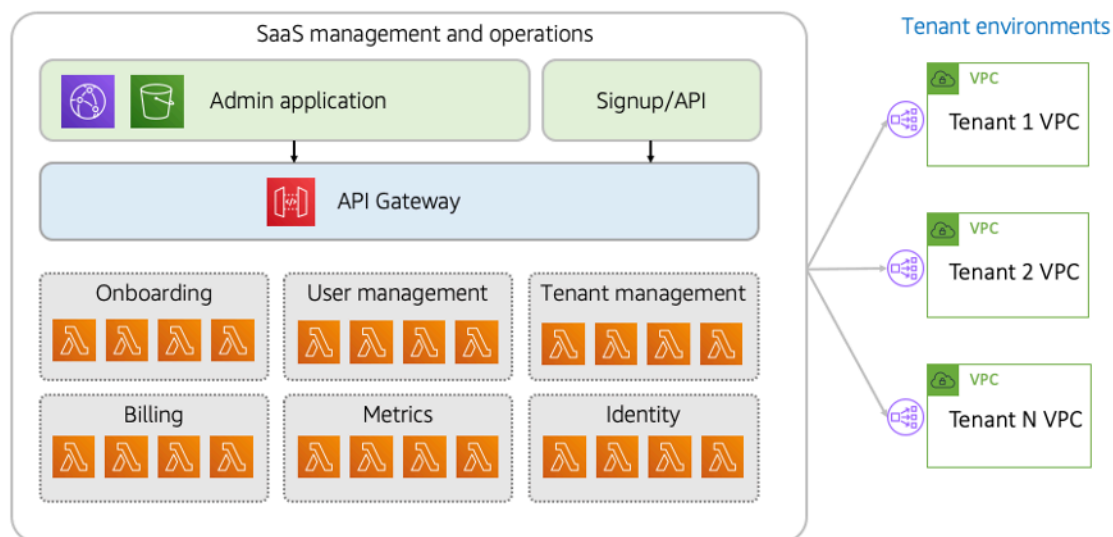 SaaS management and operations
Admin application
Signup/API
API Gateway
Onboarding
User management
Tenant management
Billing
Metrics
Identity
Tenant environments
VPC
Tenant 1 VPC
VPC
Tenant 2 VPC
VPC
Tenant N VPC